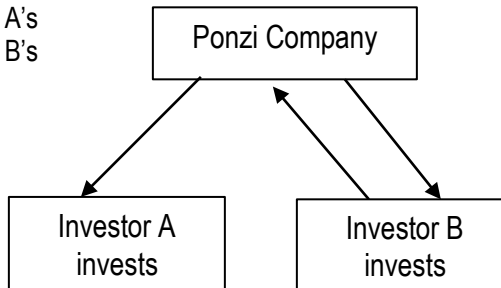 A’s
B’s
Ponzi Company
Investor A
invests
Investor B
invests